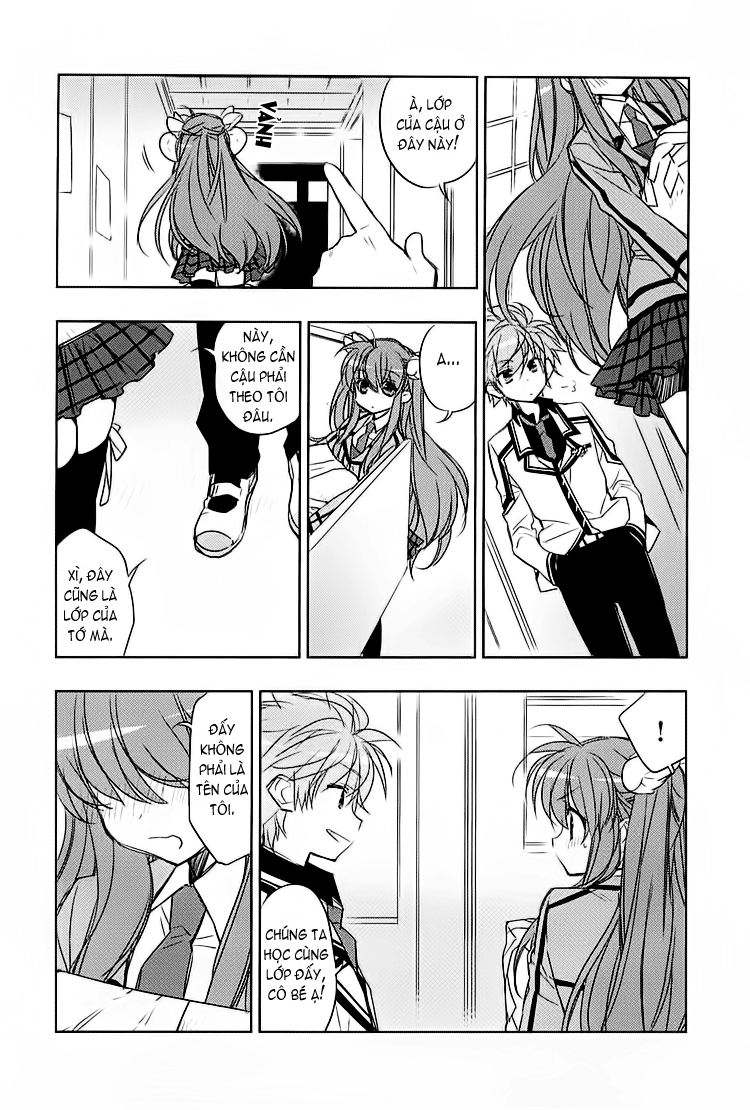 À, LỚP
CỦA CẬU Ở
ĐÂY NÀY!
VẢNH
A...
NÀY,
KHÔNG CẦN
CẬU PHẢI
THEO TÔI
ĐÂU.
XÌ, ĐÂY
CŨNG LÀ
LỚP CỦA
TỚ MÀ.
!
CHÚNG TA
HỌC CÙNG
LỚP ĐẤY,
CÔ BÉ Ạ!
ĐẤY
KHÔNG
PHẢI LÀ
TÊN CỦA
TÔI.